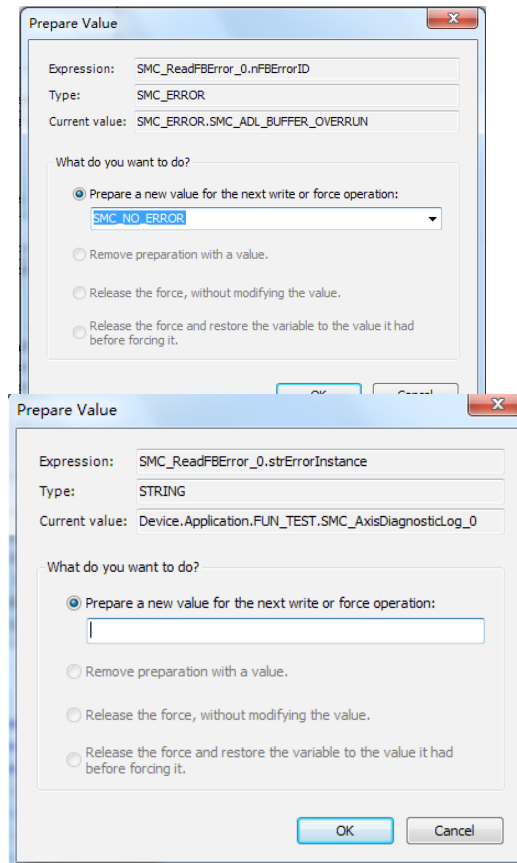 Prepare Value
Expression: SMC_ReadFBError_0.nFBErrorID
Type: SMC_ERROR
Current value: SMC_ERROR.SMC_ADL_BUFFER_OVERRUN
What do you want to do?
Prepare a new value for the next write or force operation:
SMC_NO_ERROR
Remove preparation with a value.
Release the force, without modifying the value.
Release the force and restore the variable to the value it had
before forcing it.
OK Cancel
Prepare Value
Expression: SMC_ReadFBError_0.strErrorInstance
Type: STRING
Current value: Device.Application.FUN_TEST.SMC_AxisDiagnosticLog_0
What do you want to do?
Prepare a new value for the next write or force operation:
Remove preparation with a value.
Release the force, without modifying the value.
Release the force and restore the variable to the value it had
before forcing it.
OK Cancel